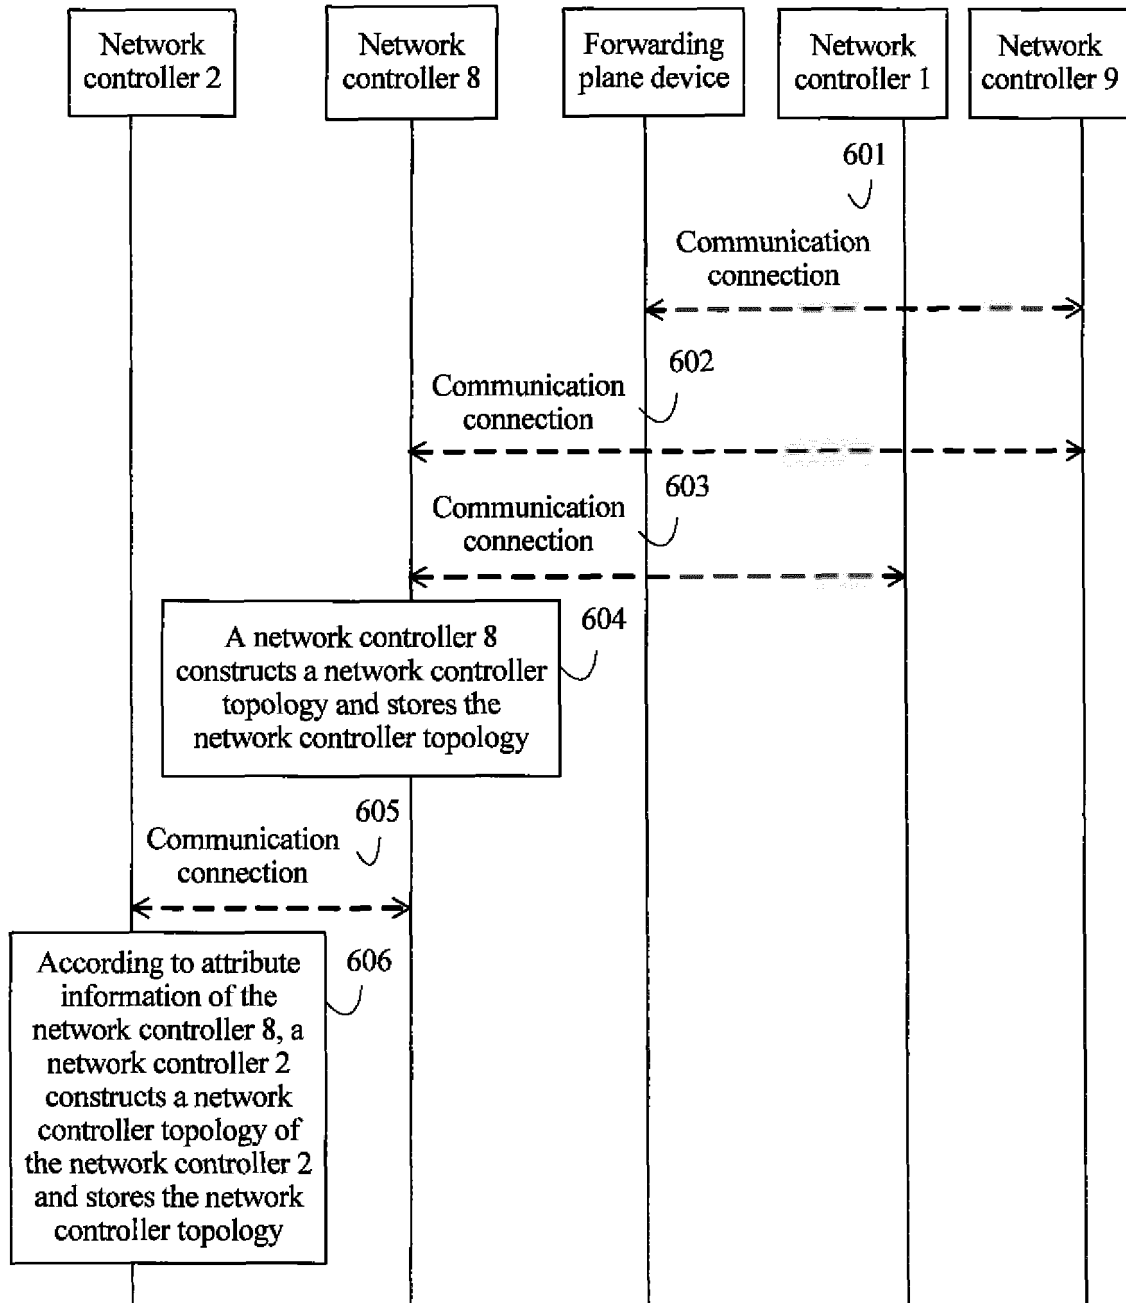 Network
controller 2
Network
controller 8
Forwarding
plane device
Network
controller 1
Network
controller 9
601
Communication
connection
602
Communication
connection
603
Communication
connection
604
A network controller 8
constructs a network controller
topology and stores the
network controller topology
605
Communication
connection
606
According to attribute
information of the
network controller 8, a
network controller 2
constructs a network
controller topology of
the network controller 2
and stores the network
controller topology